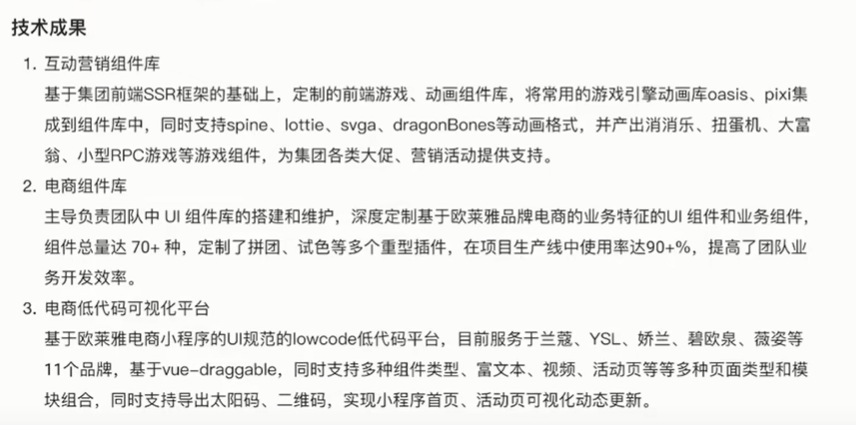 技术成果
1. 互动营销组件库
基于集团前端SSR框架的基础上，定制的前端游戏、动画组件库，将常用的游戏引擎动画库oasis、pixi集
成到组件库中，同时支持spine、lottie、svga、dragonBones等动画格式，并产出消消乐、扭蛋机、大富
翁、小型RPC游戏等游戏组件，为集团各类大促、营销活动提供支持。
2. 电商组件库
主导负责团队中 UI 组件库的搭建和维护，深度定制基于欧莱雅品牌电商的业务特征的UI 组件和业务组件，
组件总量达 70+ 种，定制了拼团、试色等多个重型插件，在项目生产线中使用率达90+%，提高了团队业
务开发效率。
3. 电商低代码可视化平台
基于欧莱雅电商小程序的UI规范的lowcode低代码平台，目前服务于兰蔻、YSL、娇兰、碧欧泉、薇姿等
11个品牌，基于vue-draggable，同时支持多种组件类型、富文本、视频、活动页等等多种页面类型和模
块组合，同时支持导出太阳码、二维码，实现小程序首页、活动页可视化动态更新。